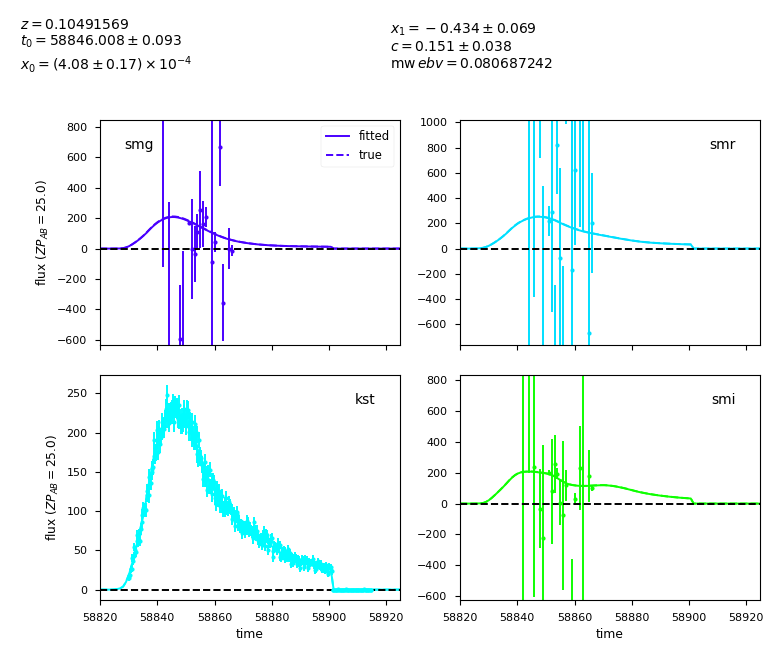 z = 0.10491569
t₀ = 58846.008 ± 0.093
x₀ = (4.08 ± 0.17) × 10⁻⁴
x₁ = −0.434 ± 0.069
c = 0.151 ± 0.038
mw ebv = 0.080687242
smg
fitted
true
800
600
400
200
0
−200
−400
−600
flux (ZP_AB = 25.0)
smr
1000
800
600
400
200
0
−200
−400
−600
kst
250
200
150
100
50
0
flux (ZP_AB = 25.0)
58820 58840 58860 58880 58900 58920
time
smi
800
600
400
200
0
−200
−400
−600
58820 58840 58860 58880 58900 58920
time